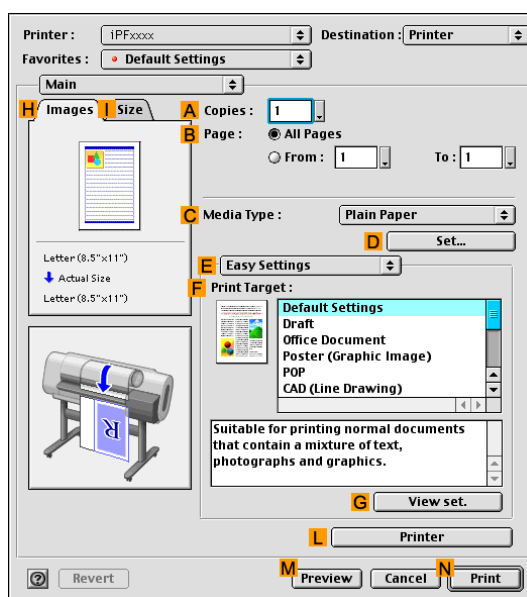 Printer : iPFxxxx Destination : Printer
Favorites : Default Settings
Main
H Images I Size
A Copies : 1
B Page : All Pages
From : 1 To : 1
C Media Type : Plain Paper
D Set...
Letter (8.5"x11")
Actual Size
Letter (8.5"x11")
E Easy Settings
F Print Target :
Default Settings
Draft
Office Document
Poster (Graphic Image)
POP
CAD (Line Drawing)
R
Suitable for printing normal documents
that contain a mixture of text,
photographs and graphics.
G View set.
L Printer
? Revert M Preview Cancel N Print